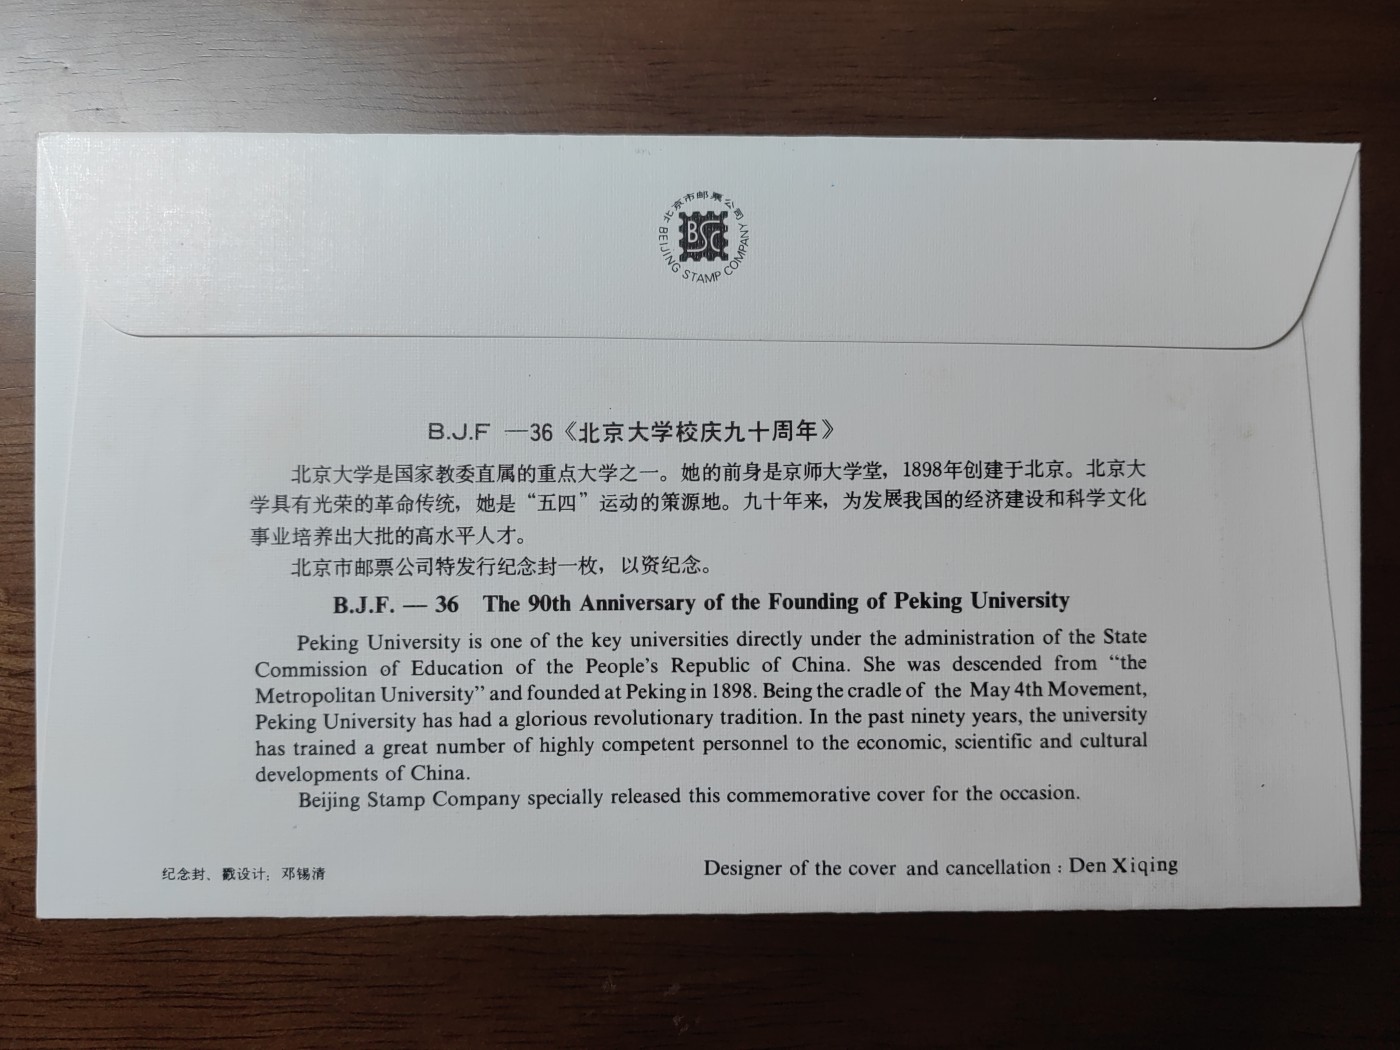 北京市邮票公司
BSC
BEIJING STAMP COMPANY
B.J.F —36《北京大学校庆九十周年》
北京大学是国家教委直属的重点大学之一。她的前身是京师大学堂，1898年创建于北京。北京大
学具有光荣的革命传统，她是“五四”运动的策源地。九十年来，为发展我国的经济建设和科学文化
事业培养出大批的高水平人才。
北京市邮票公司特发行纪念封一枚，以资纪念。
B.J.F. — 36 The 90th Anniversary of the Founding of Peking University
Peking University is one of the key universities directly under the administration of the State
Commission of Education of the People's Republic of China. She was descended from “the
Metropolitan University” and founded at Peking in 1898. Being the cradle of the May 4th Movement,
Peking University has had a glorious revolutionary tradition. In the past ninety years, the university
has trained a great number of highly competent personnel to the economic, scientific and cultural
developments of China.
Beijing Stamp Company specially released this commemorative cover for the occasion.
纪念封、戳设计：邓锡清
Designer of the cover and cancellation : Den Xiqing